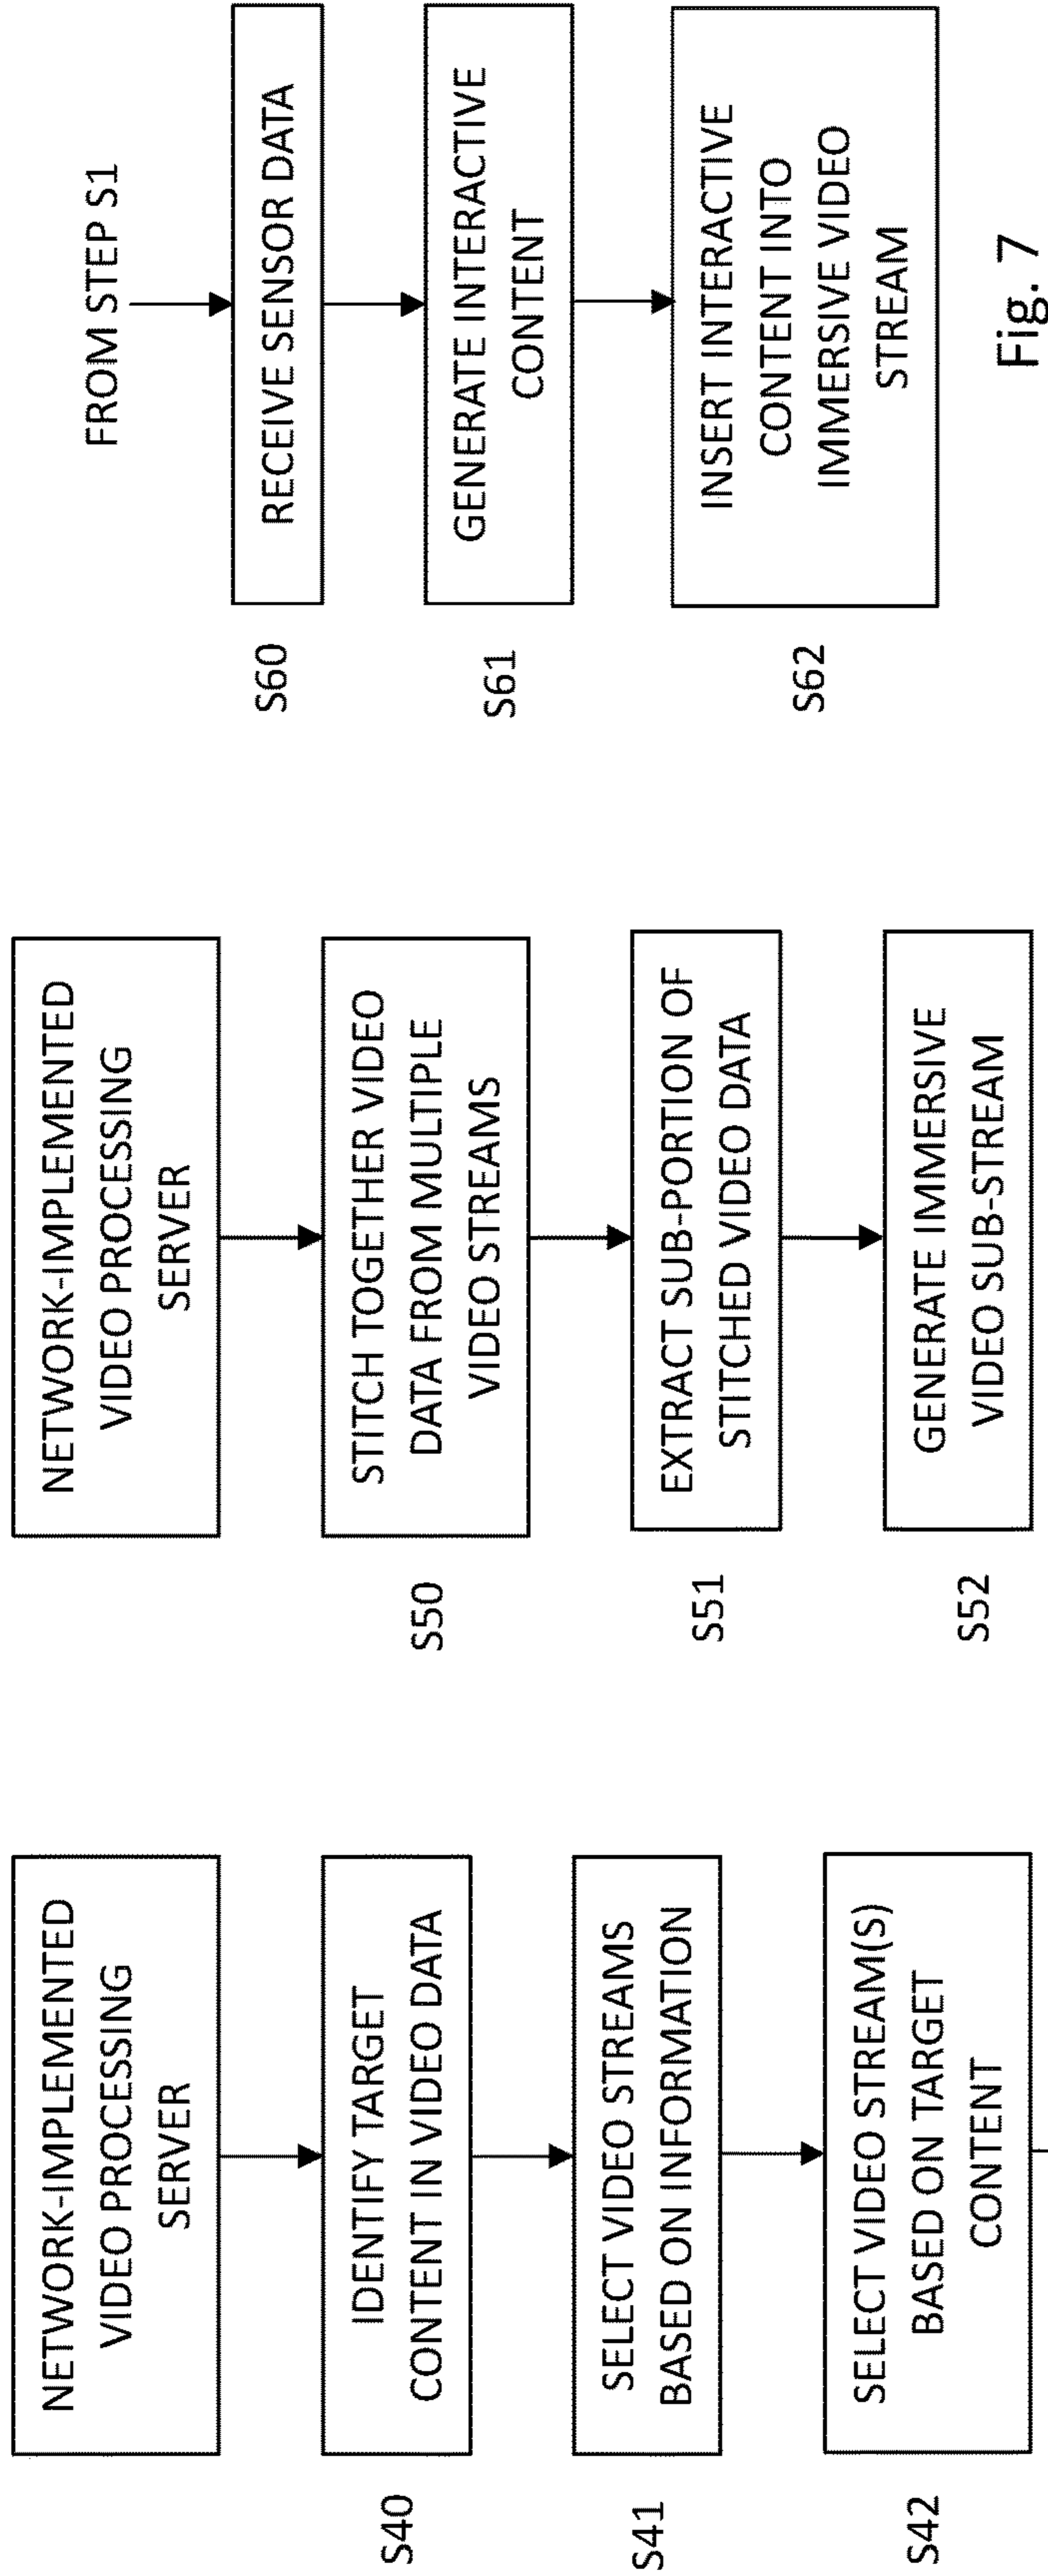 NETWORK-IMPLEMENTED
VIDEO PROCESSING
SERVER
S40
IDENTIFY TARGET
CONTENT IN VIDEO DATA
S41
SELECT VIDEO STREAMS
BASED ON INFORMATION
S42
SELECT VIDEO STREAM(S)
BASED ON TARGET
CONTENT
NETWORK-IMPLEMENTED
VIDEO PROCESSING
SERVER
S50
STITCH TOGETHER VIDEO
DATA FROM MULTIPLE
VIDEO STREAMS
S51
EXTRACT SUB-PORTION OF
STITCHED VIDEO DATA
S52
GENERATE IMMERSIVE
VIDEO SUB-STREAM
FROM STEP S1
S60
RECEIVE SENSOR DATA
S61
GENERATE INTERACTIVE
CONTENT
S62
INSERT INTERACTIVE
CONTENT INTO
IMMERSIVE VIDEO
STREAM
Fig. 7